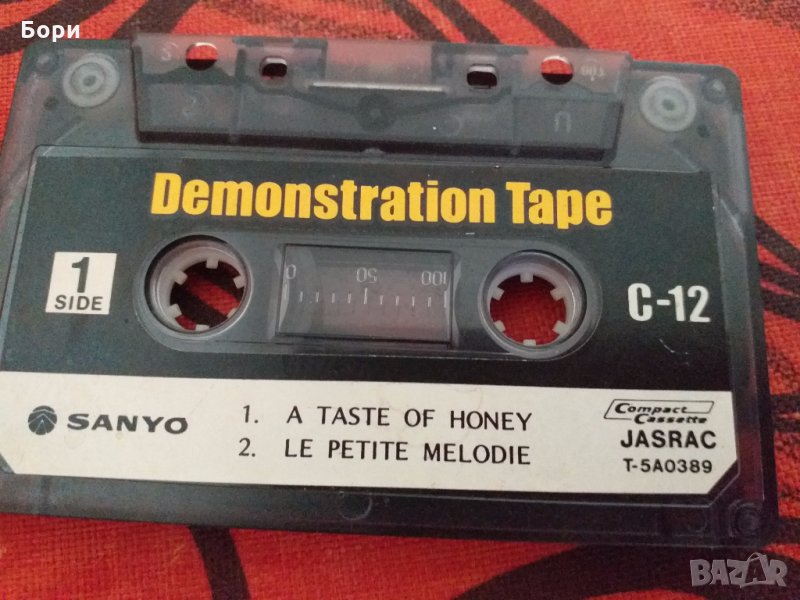 Бори
Demonstration Tape
1
SIDE
0 50 100
C-12
SANYO
1. A TASTE OF HONEY
2. LE PETITE MELODIE
Compact
Cassette
JASRAC
T-5A0389
BAZAR